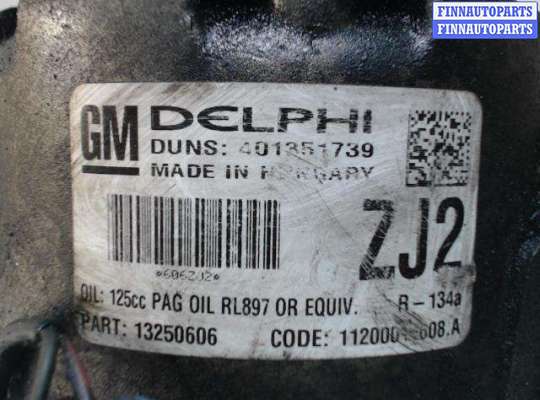 FINNAUTOPARTS
FINNAUTOPARTS
GM DELPHI
DUNS: 401351739
MADE IN HUNGARY
*606ZJ2*
ZJ2
OIL: 125cc PAG OIL RL897 OR EQUIV. R-134a
PART: 13250606 CODE: